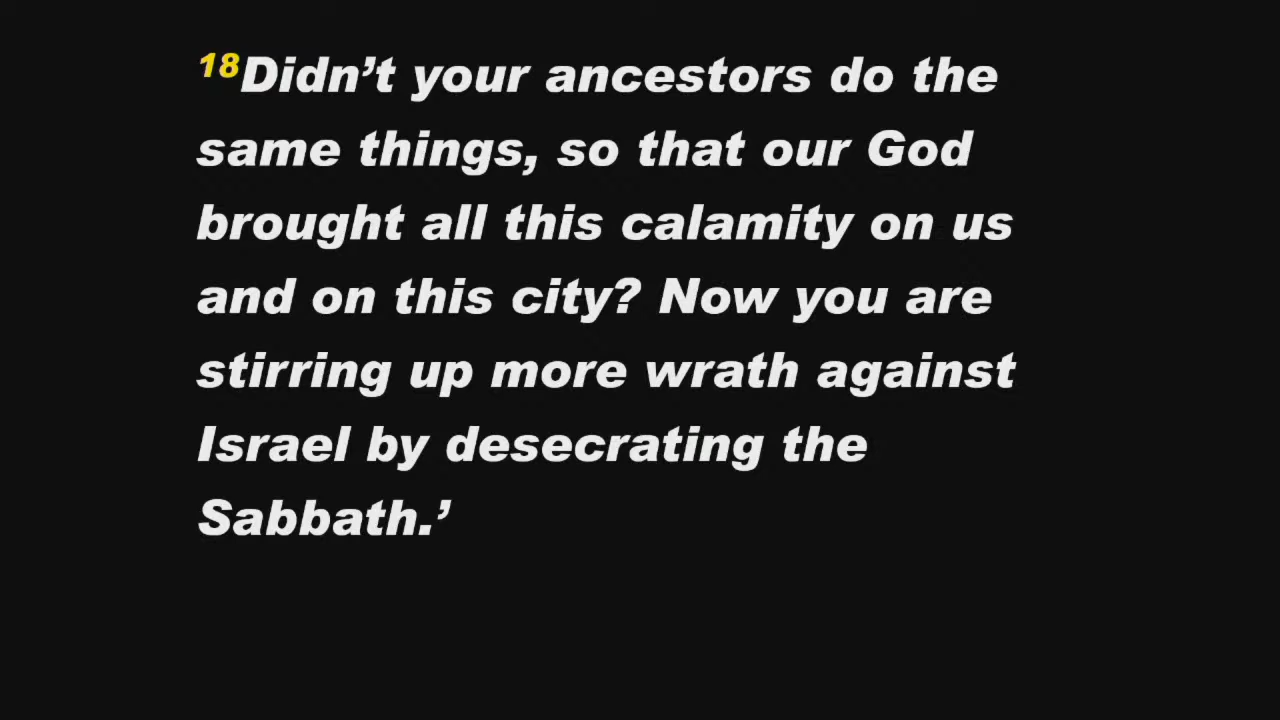 18Didn’t your ancestors do the
same things, so that our God
brought all this calamity on us
and on this city? Now you are
stirring up more wrath against
Israel by desecrating the
Sabbath.’